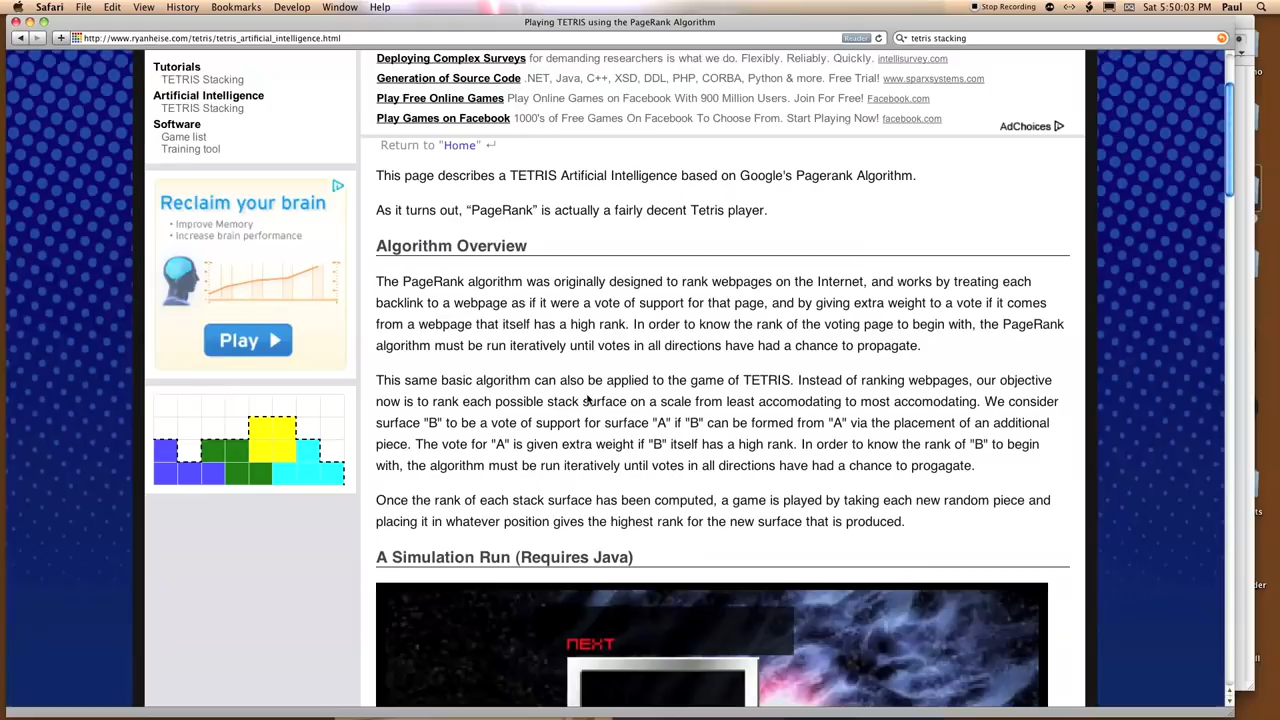 Safari File Edit View History Bookmarks Develop Window Help Stop Recording Sat 5:50:03 PM Paul
Playing TETRIS using the PageRank Algorithm
http://www.ryanheise.com/tetris/tetris_artificial_intelligence.html Reader tetris stacking
Tutorials
TETRIS Stacking
Artificial Intelligence
TETRIS Stacking
Software
Game list
Training tool
Reclaim your brain
• Improve Memory
• Increase brain performance
Play
Deploying Complex Surveys for demanding researchers is what we do. Flexibly. Reliably. Quickly. intellisurvey.com
Generation of Source Code .NET, Java, C++, XSD, DDL, PHP, CORBA, Python & more. Free Trial! www.sparxsystems.com
Play Free Online Games Play Online Games on Facebook With 900 Million Users. Join For Free! Facebook.com
Play Games on Facebook 1000's of Free Games On Facebook To Choose From. Start Playing Now! facebook.com
AdChoices
Return to "Home"
This page describes a TETRIS Artificial Intelligence based on Google's Pagerank Algorithm.
As it turns out, “PageRank” is actually a fairly decent Tetris player.
Algorithm Overview
The PageRank algorithm was originally designed to rank webpages on the Internet, and works by treating each
backlink to a webpage as if it were a vote of support for that page, and by giving extra weight to a vote if it comes
from a webpage that itself has a high rank. In order to know the rank of the voting page to begin with, the PageRank
algorithm must be run iteratively until votes in all directions have had a chance to propagate.
This same basic algorithm can also be applied to the game of TETRIS. Instead of ranking webpages, our objective
now is to rank each possible stack surface on a scale from least accomodating to most accomodating. We consider
surface "B" to be a vote of support for surface "A" if "B" can be formed from "A" via the placement of an additional
piece. The vote for "A" is given extra weight if "B" itself has a high rank. In order to know the rank of "B" to begin
with, the algorithm must be run iteratively until votes in all directions have had a chance to progagate.
Once the rank of each stack surface has been computed, a game is played by taking each new random piece and
placing it in whatever position gives the highest rank for the new surface that is produced.
A Simulation Run (Requires Java)
NEXT